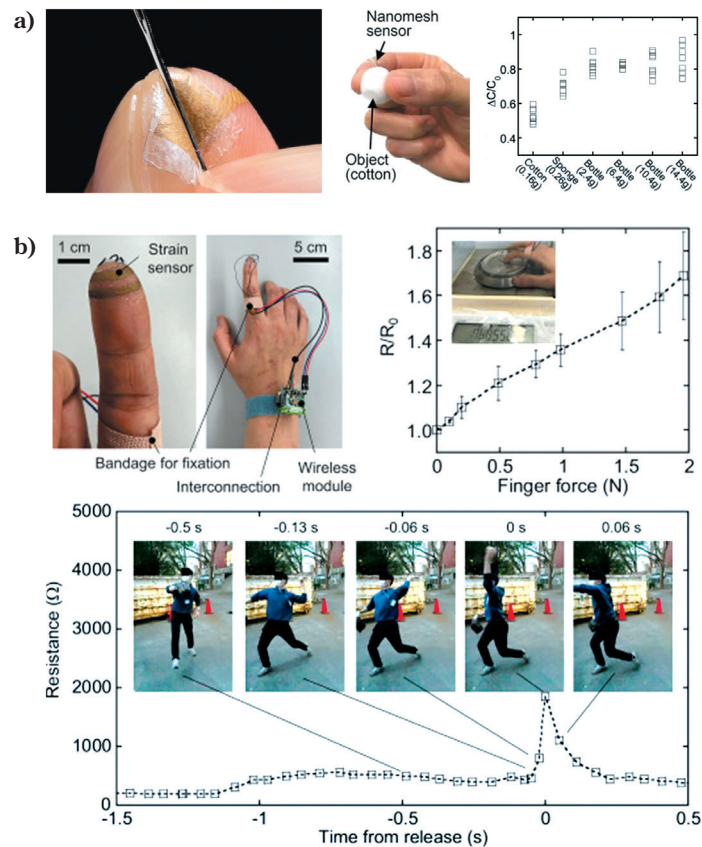 a)
Nanomesh
sensor
Object
(cotton)
ΔC/C0
1
0.8
0.6
0.4
Cotton
(0.16g)
Sponge
(0.26g)
Bottle
(2.4g)
Bottle
(6.4g)
Bottle
(10.4g)
Bottle
(14.4g)
b)
1 cm
Strain
sensor
5 cm
Bandage for fixation
Interconnection
Wireless
module
R/R0
1.8
1.6
1.4
1.2
1.0
0
0.5
1
1.5
2
Finger force (N)
Resistance (Ω)
5000
4000
3000
2000
1000
0
-0.5 s
-0.13 s
-0.06 s
0 s
0.06 s
-1.5
-1
-0.5
0
0.5
Time from release (s)